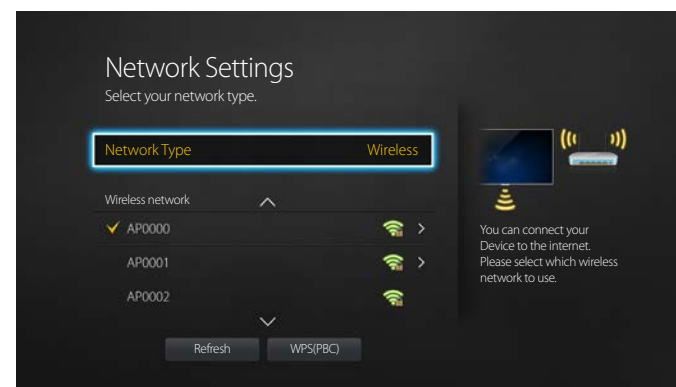 Network Settings
Select your network type.
Network Type Wireless
Wireless network
AP0000
AP0001
AP0002
Refresh WPS(PBC)
You can connect your
Device to the internet.
Please select which wireless
network to use.